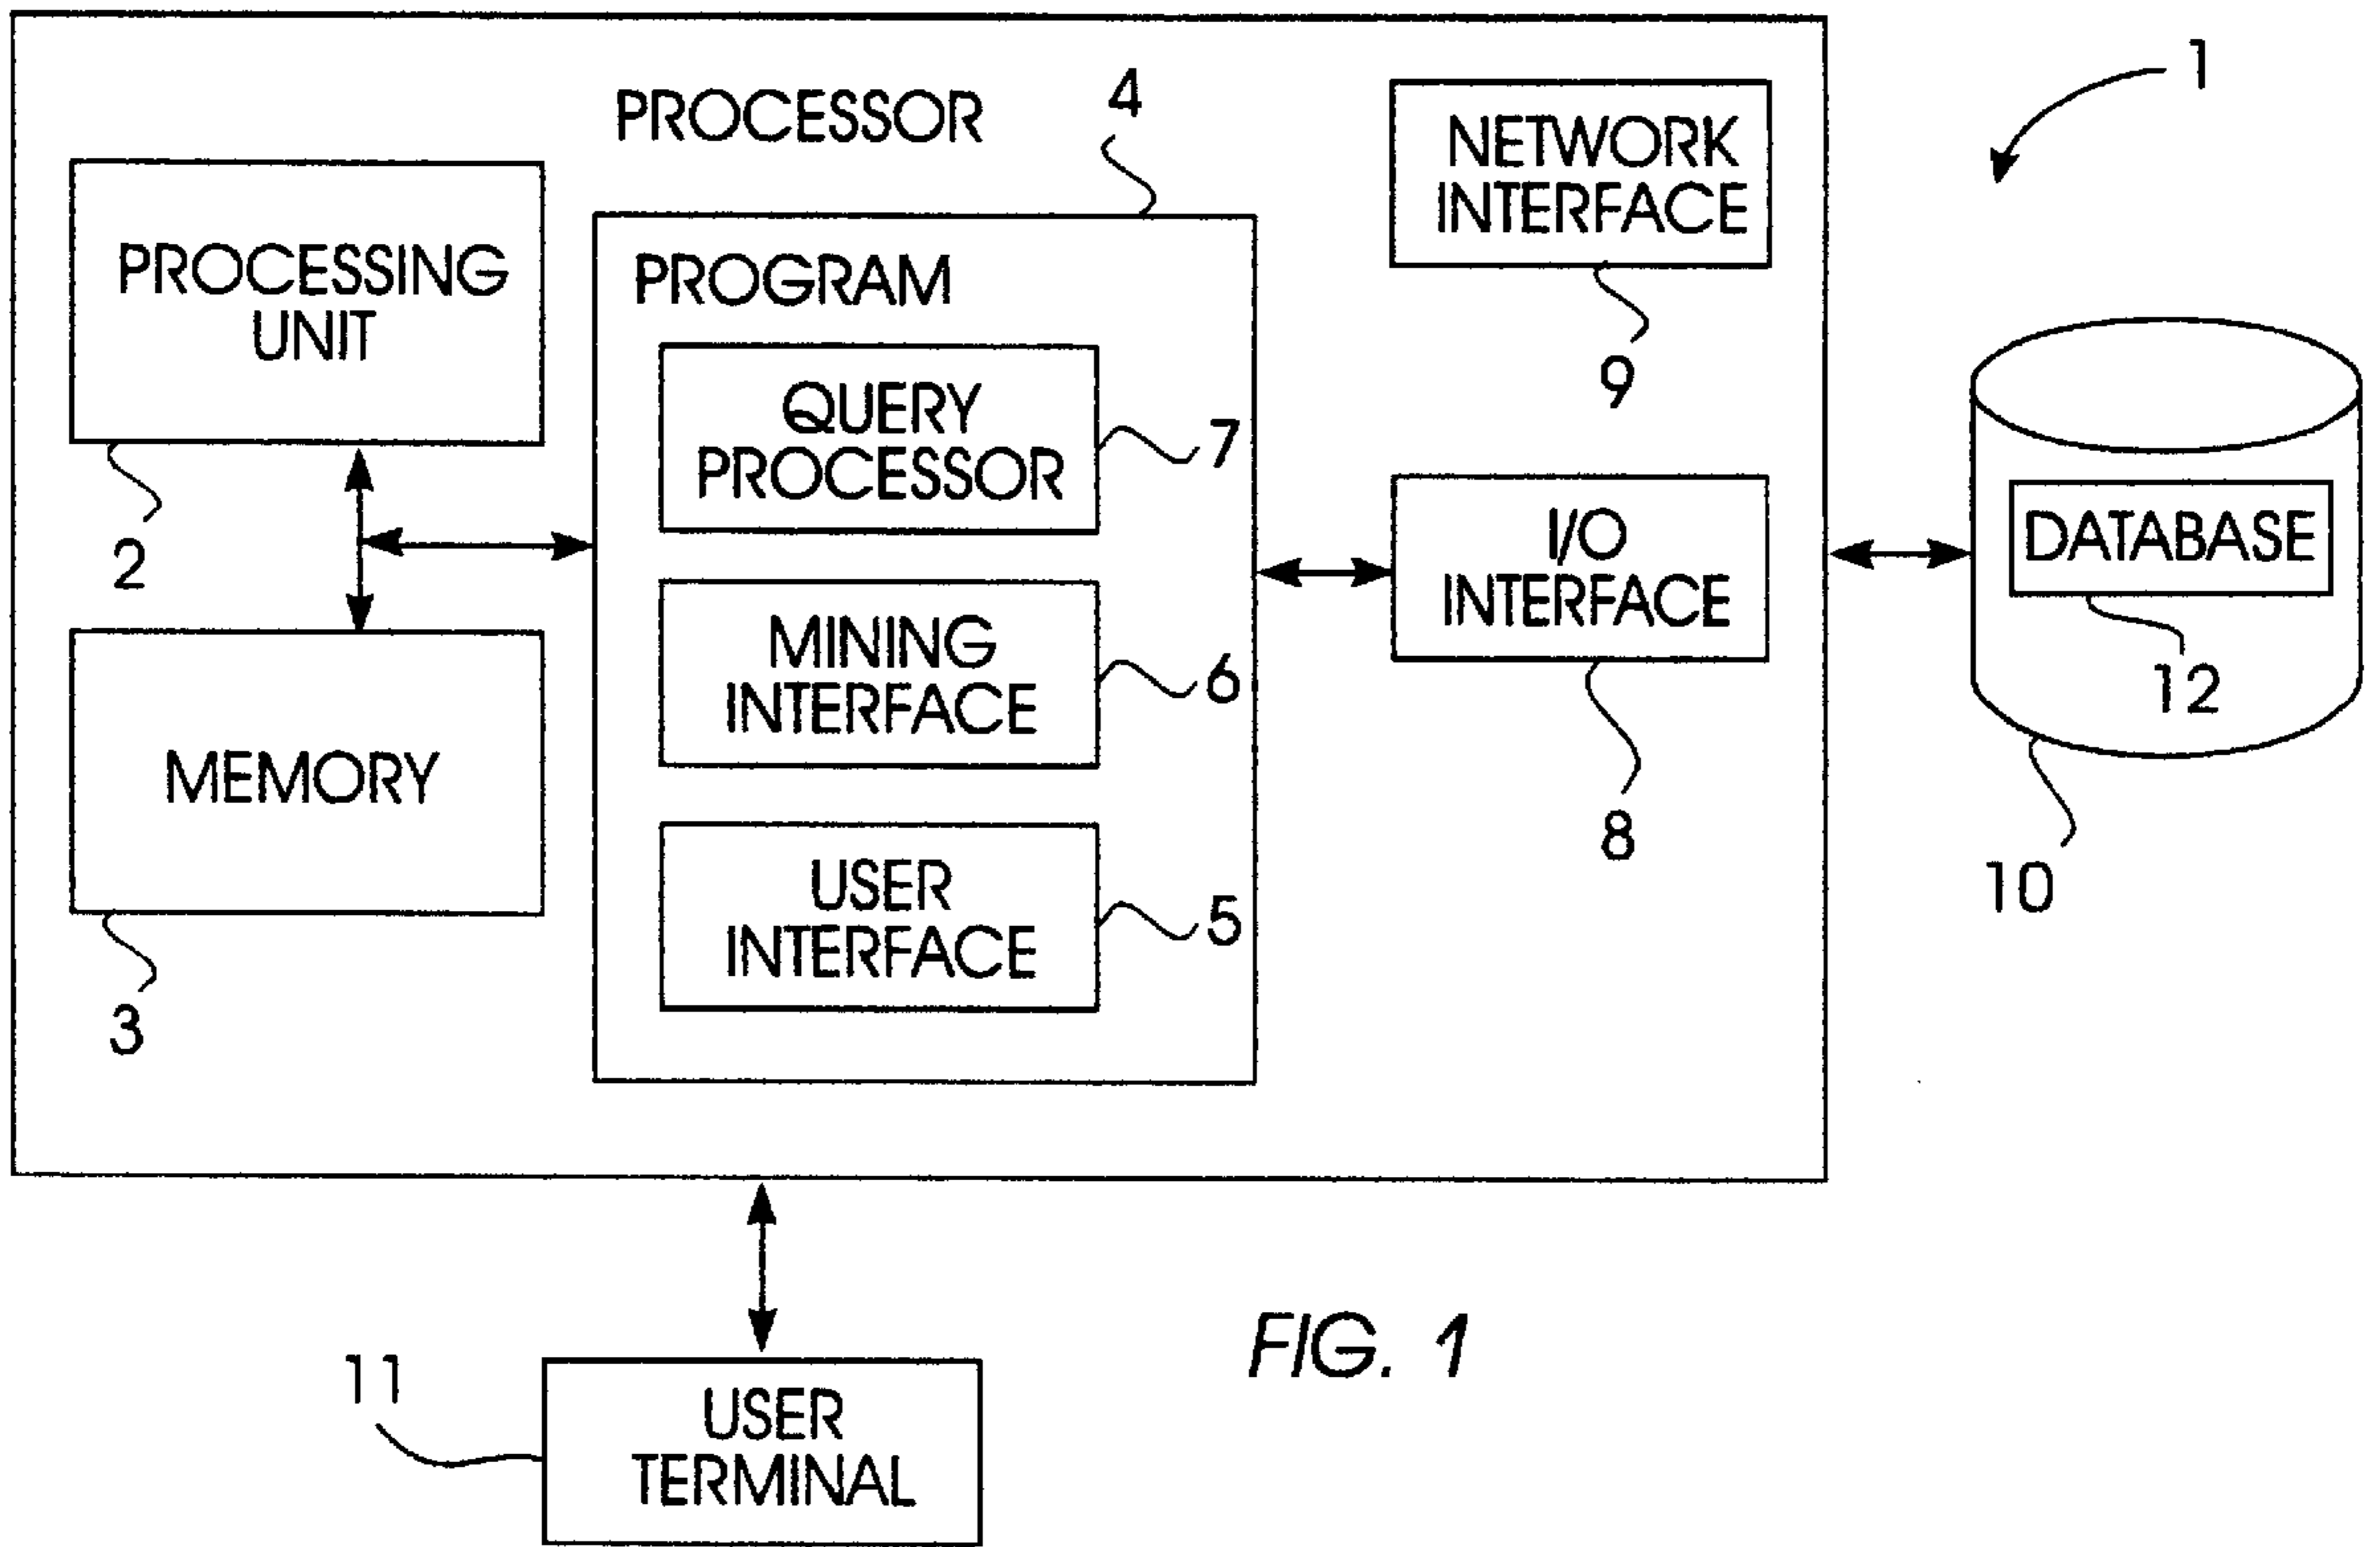 PROCESSOR
4
1
NETWORK
INTERFACE
9
PROCESSING
UNIT
2
PROGRAM
QUERY
PROCESSOR
7
MINING
INTERFACE
6
USER
INTERFACE
5
I/O
INTERFACE
8
DATABASE
12
10
MEMORY
3
11
USER
TERMINAL
FIG. 1